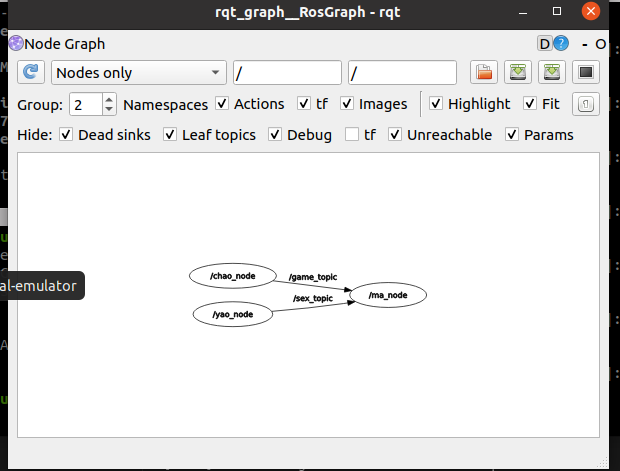 rqt_graph__RosGraph - rqt
Node Graph D ? - O
Nodes only / /
Group: 2 Namespaces Actions tf Images Highlight Fit
Hide: Dead sinks Leaf topics Debug tf Unreachable Params
/chao_node /game_topic
/sex_topic /ma_node
/yao_node
al-emulator